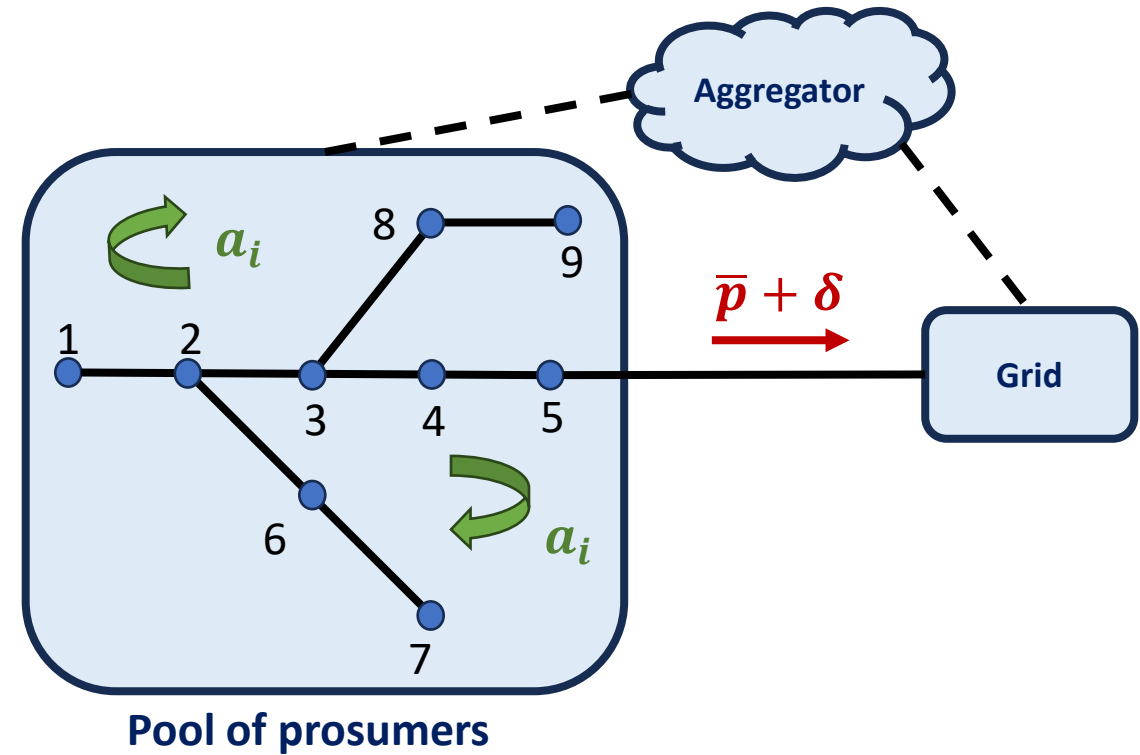 Aggregator
8
a_i
9
p̅ + δ
1
2
Grid
3
4
5
6
a_i
7
Pool of prosumers